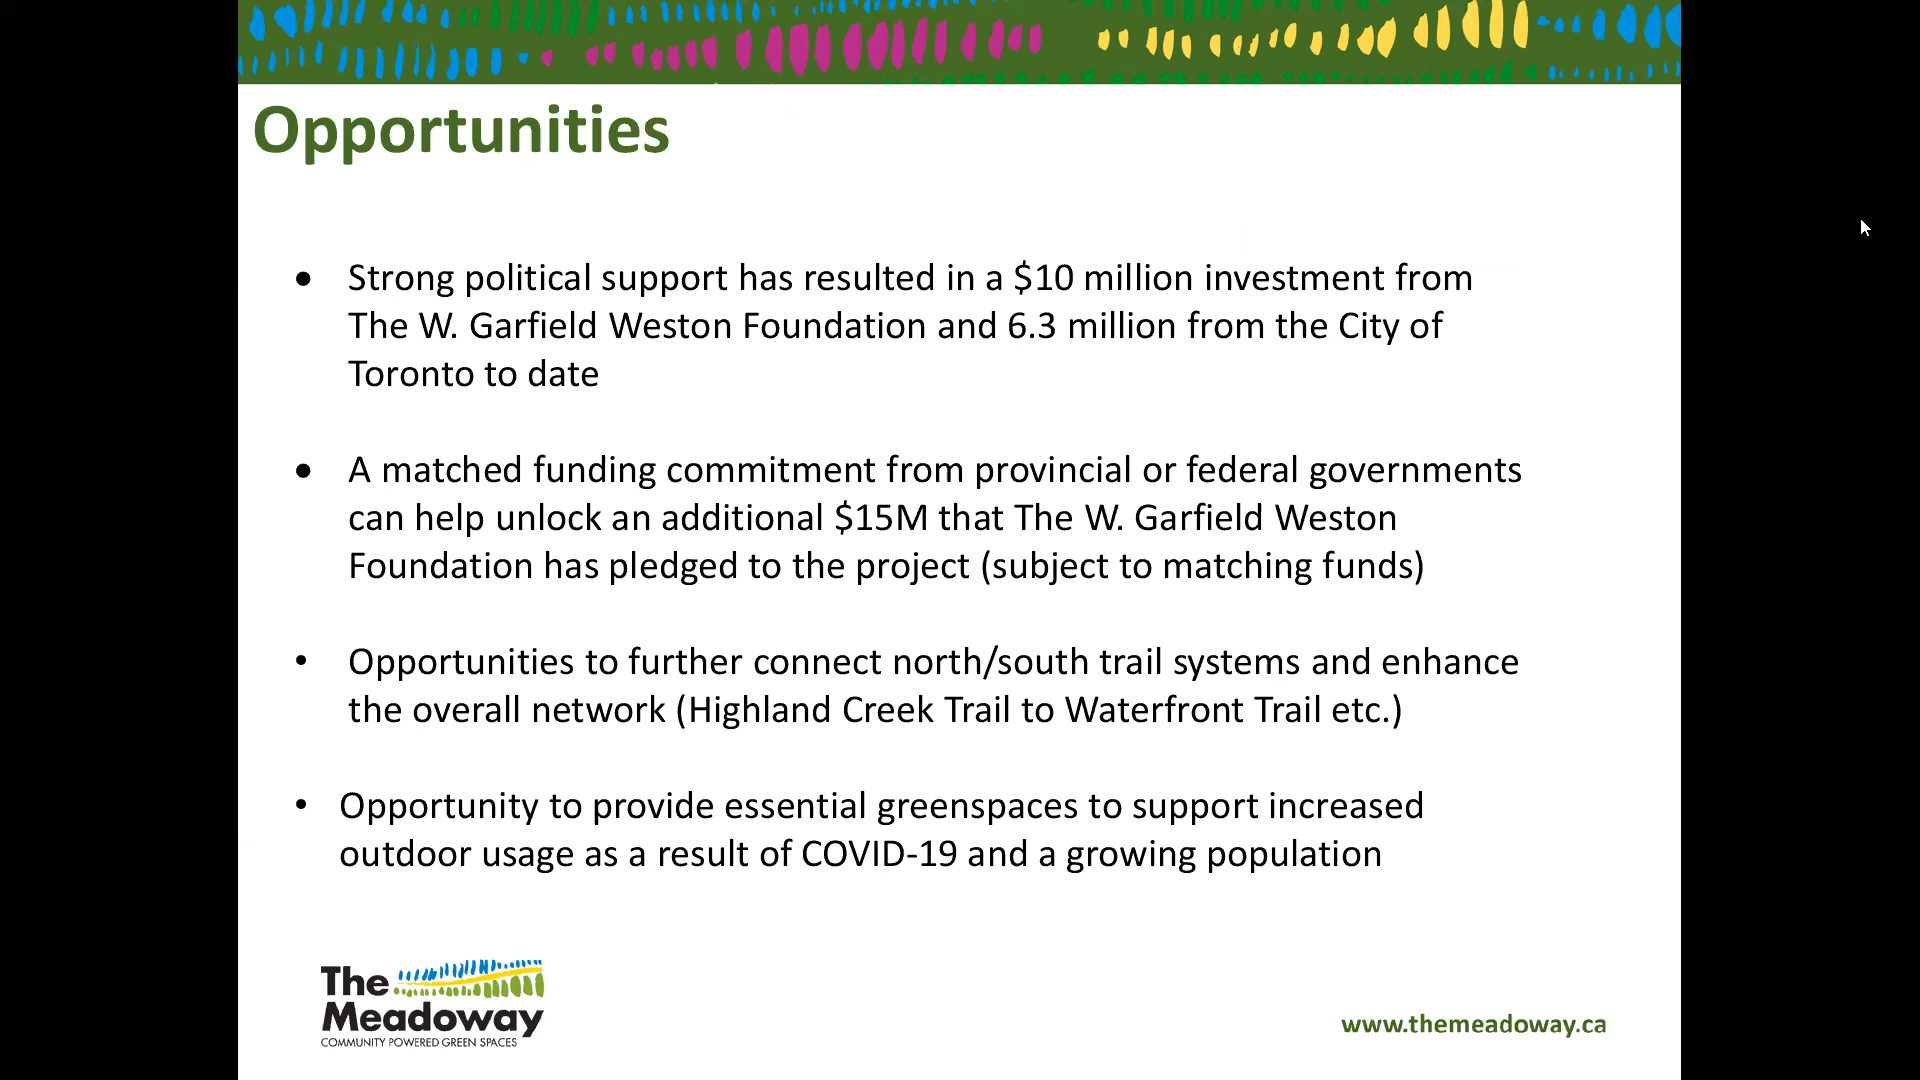 Opportunities
• Strong political support has resulted in a $10 million investment from
The W. Garfield Weston Foundation and 6.3 million from the City of
Toronto to date
• A matched funding commitment from provincial or federal governments
can help unlock an additional $15M that The W. Garfield Weston
Foundation has pledged to the project (subject to matching funds)
• Opportunities to further connect north/south trail systems and enhance
the overall network (Highland Creek Trail to Waterfront Trail etc.)
• Opportunity to provide essential greenspaces to support increased
outdoor usage as a result of COVID-19 and a growing population
The
Meadoway
COMMUNITY POWERED GREEN SPACES
www.themeadoway.ca